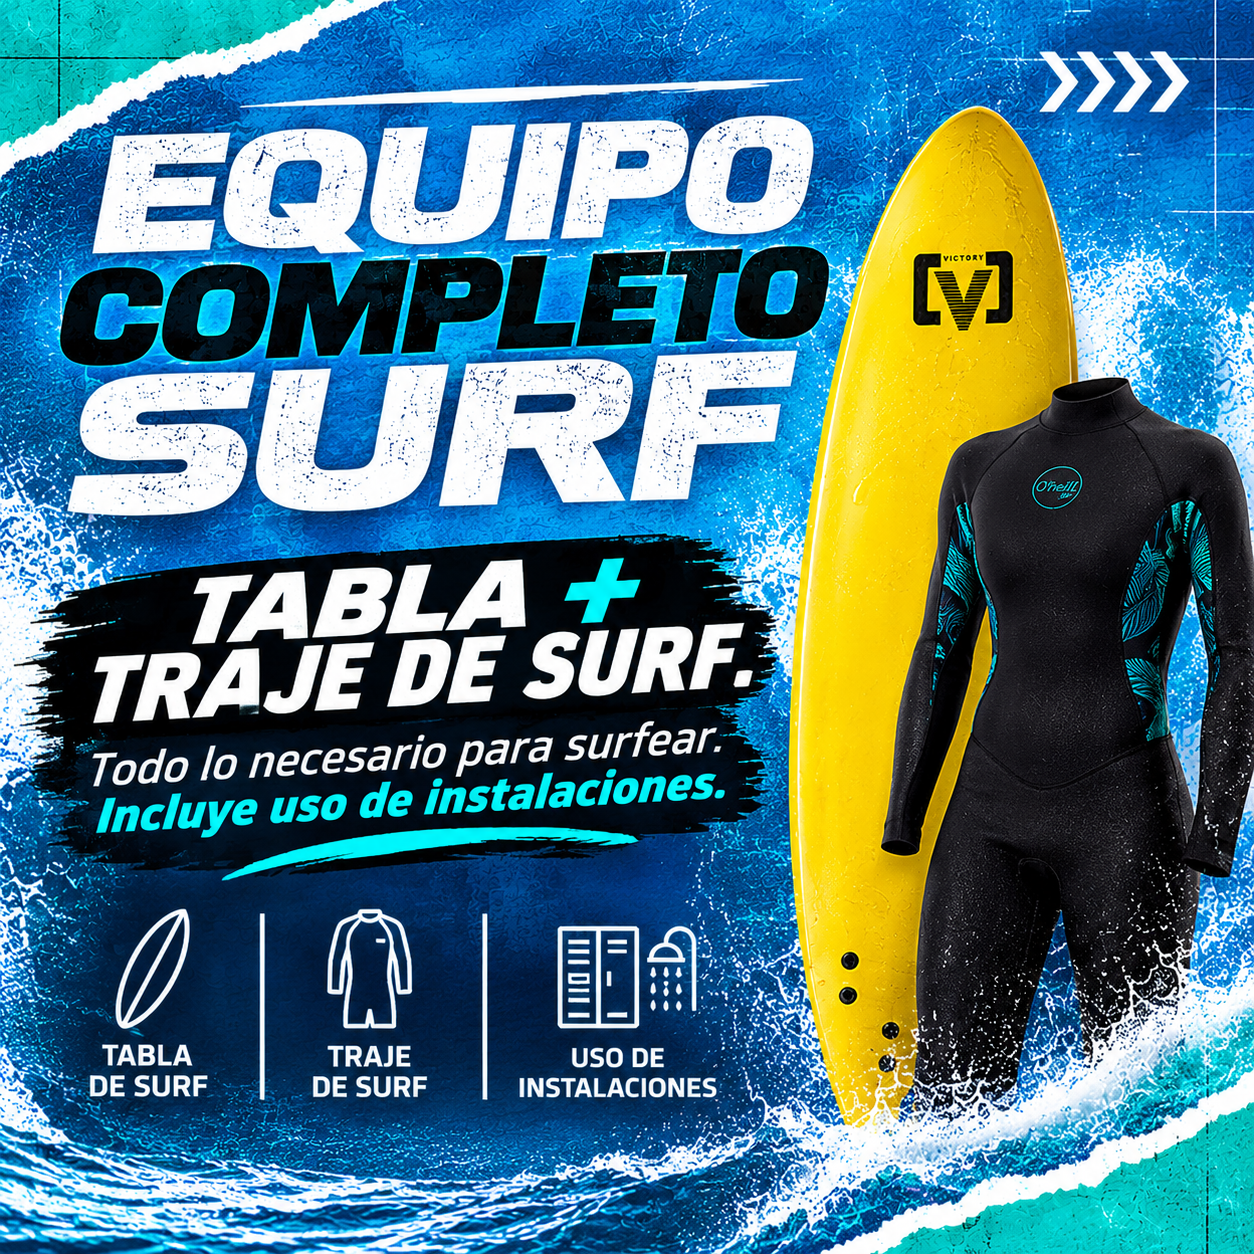 EQUIPO
COMPLETO
SURF
TABLA +
TRAJE DE SURF.
Todo lo necesario para surfear.
Incluye uso de instalaciones.
TABLA
DE SURF
TRAJE
DE SURF
USO DE
INSTALACIONES
VICTORY
V
O'neill